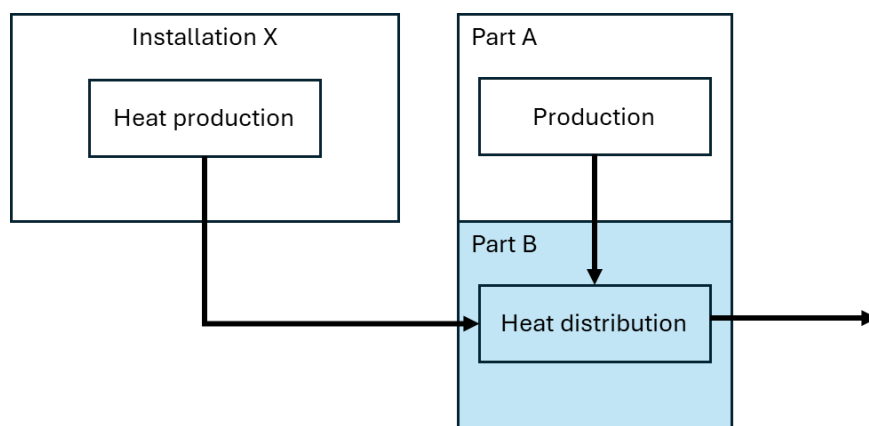 Installation X
Part A
Heat production
Production
Part B
Heat distribution